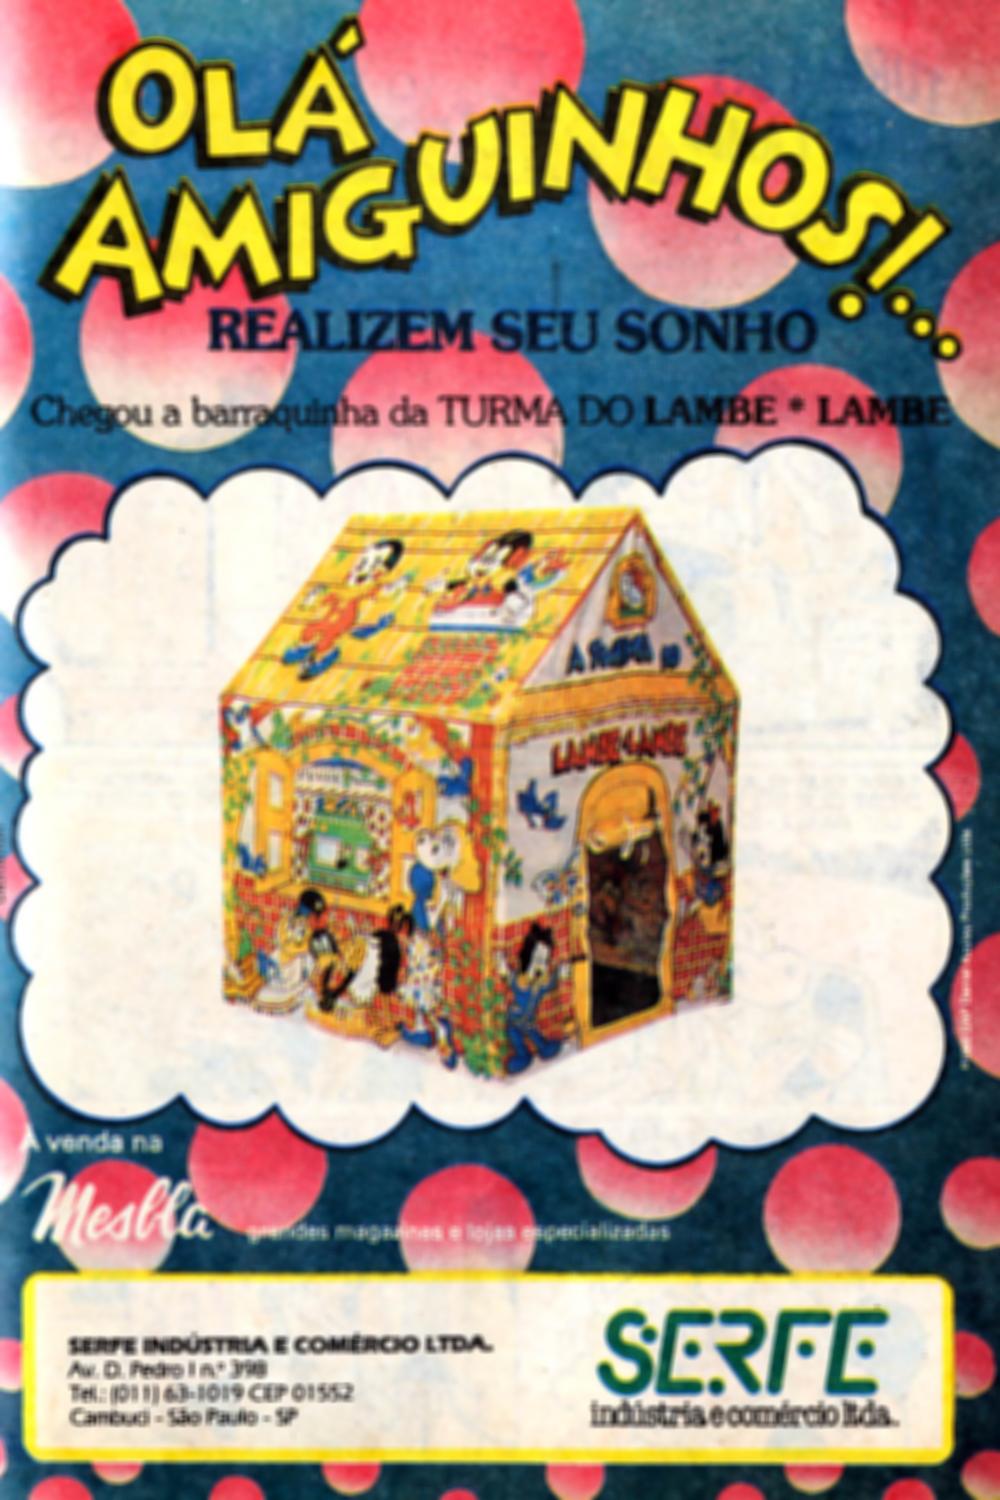 OLÁ
AMIGUINHOS!...
REALIZEM SEU SONHO
Chegou a barraquinha da TURMA DO LAMBE * LAMBE
A TURMA DO
LAMBE-LAMBE
À venda na
Mesbla grandes magazines e lojas especializadas
SERFE INDÚSTRIA E COMÉRCIO LTDA.
Av. D. Pedro I n.º 398
Tel.: (011) 63-1019 CEP 01552
Cambuci - São Paulo - SP
SERFE
indústria e comércio ltda.